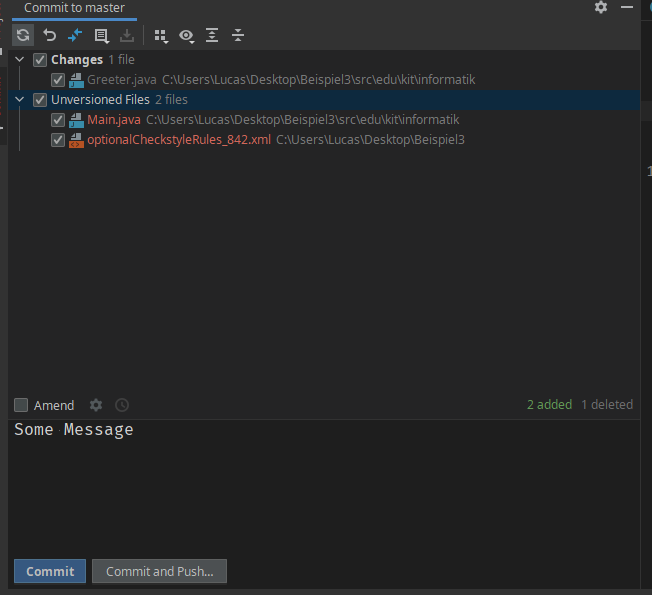 Commit to master
Changes 1 file
Greeter.java C:\Users\Lucas\Desktop\Beispiel3\src\edu\kit\informatik
Unversioned Files 2 files
Main.java C:\Users\Lucas\Desktop\Beispiel3\src\edu\kit\informatik
optionalCheckstyleRules_842.xml C:\Users\Lucas\Desktop\Beispiel3
Amend 2 added 1 deleted
Some Message
Commit Commit and Push...